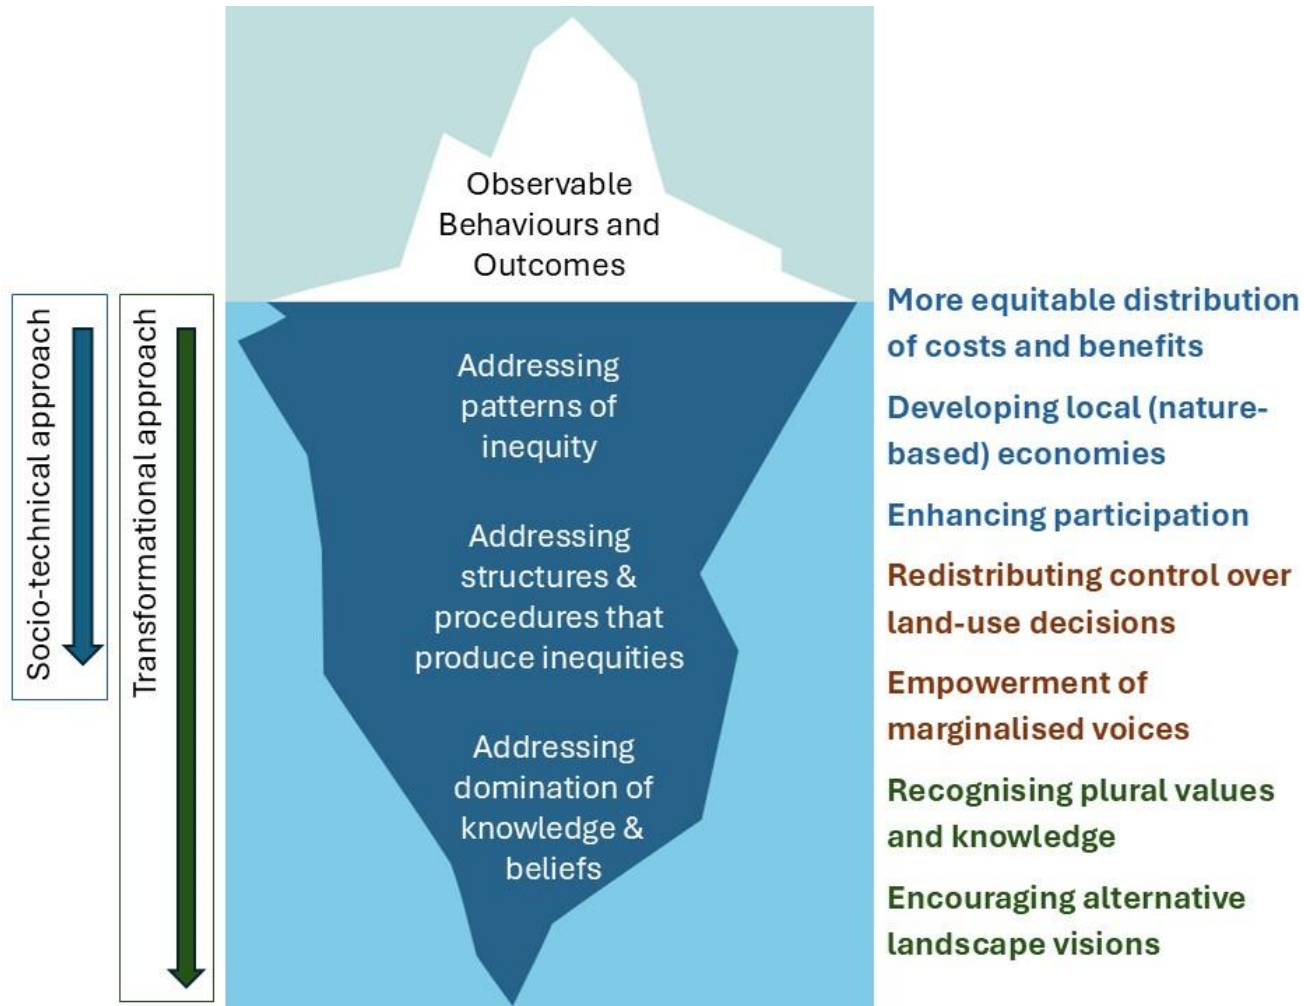 Observable
Behaviours and
Outcomes
Socio-technical approach
Transformational approach
Addressing
patterns of
inequity
Addressing
structures &
procedures that
produce inequities
Addressing
domination of
knowledge &
beliefs
More equitable distribution
of costs and benefits
Developing local (nature-
based) economies
Enhancing participation
Redistributing control over
land-use decisions
Empowerment of
marginalised voices
Recognising plural values
and knowledge
Encouraging alternative
landscape visions